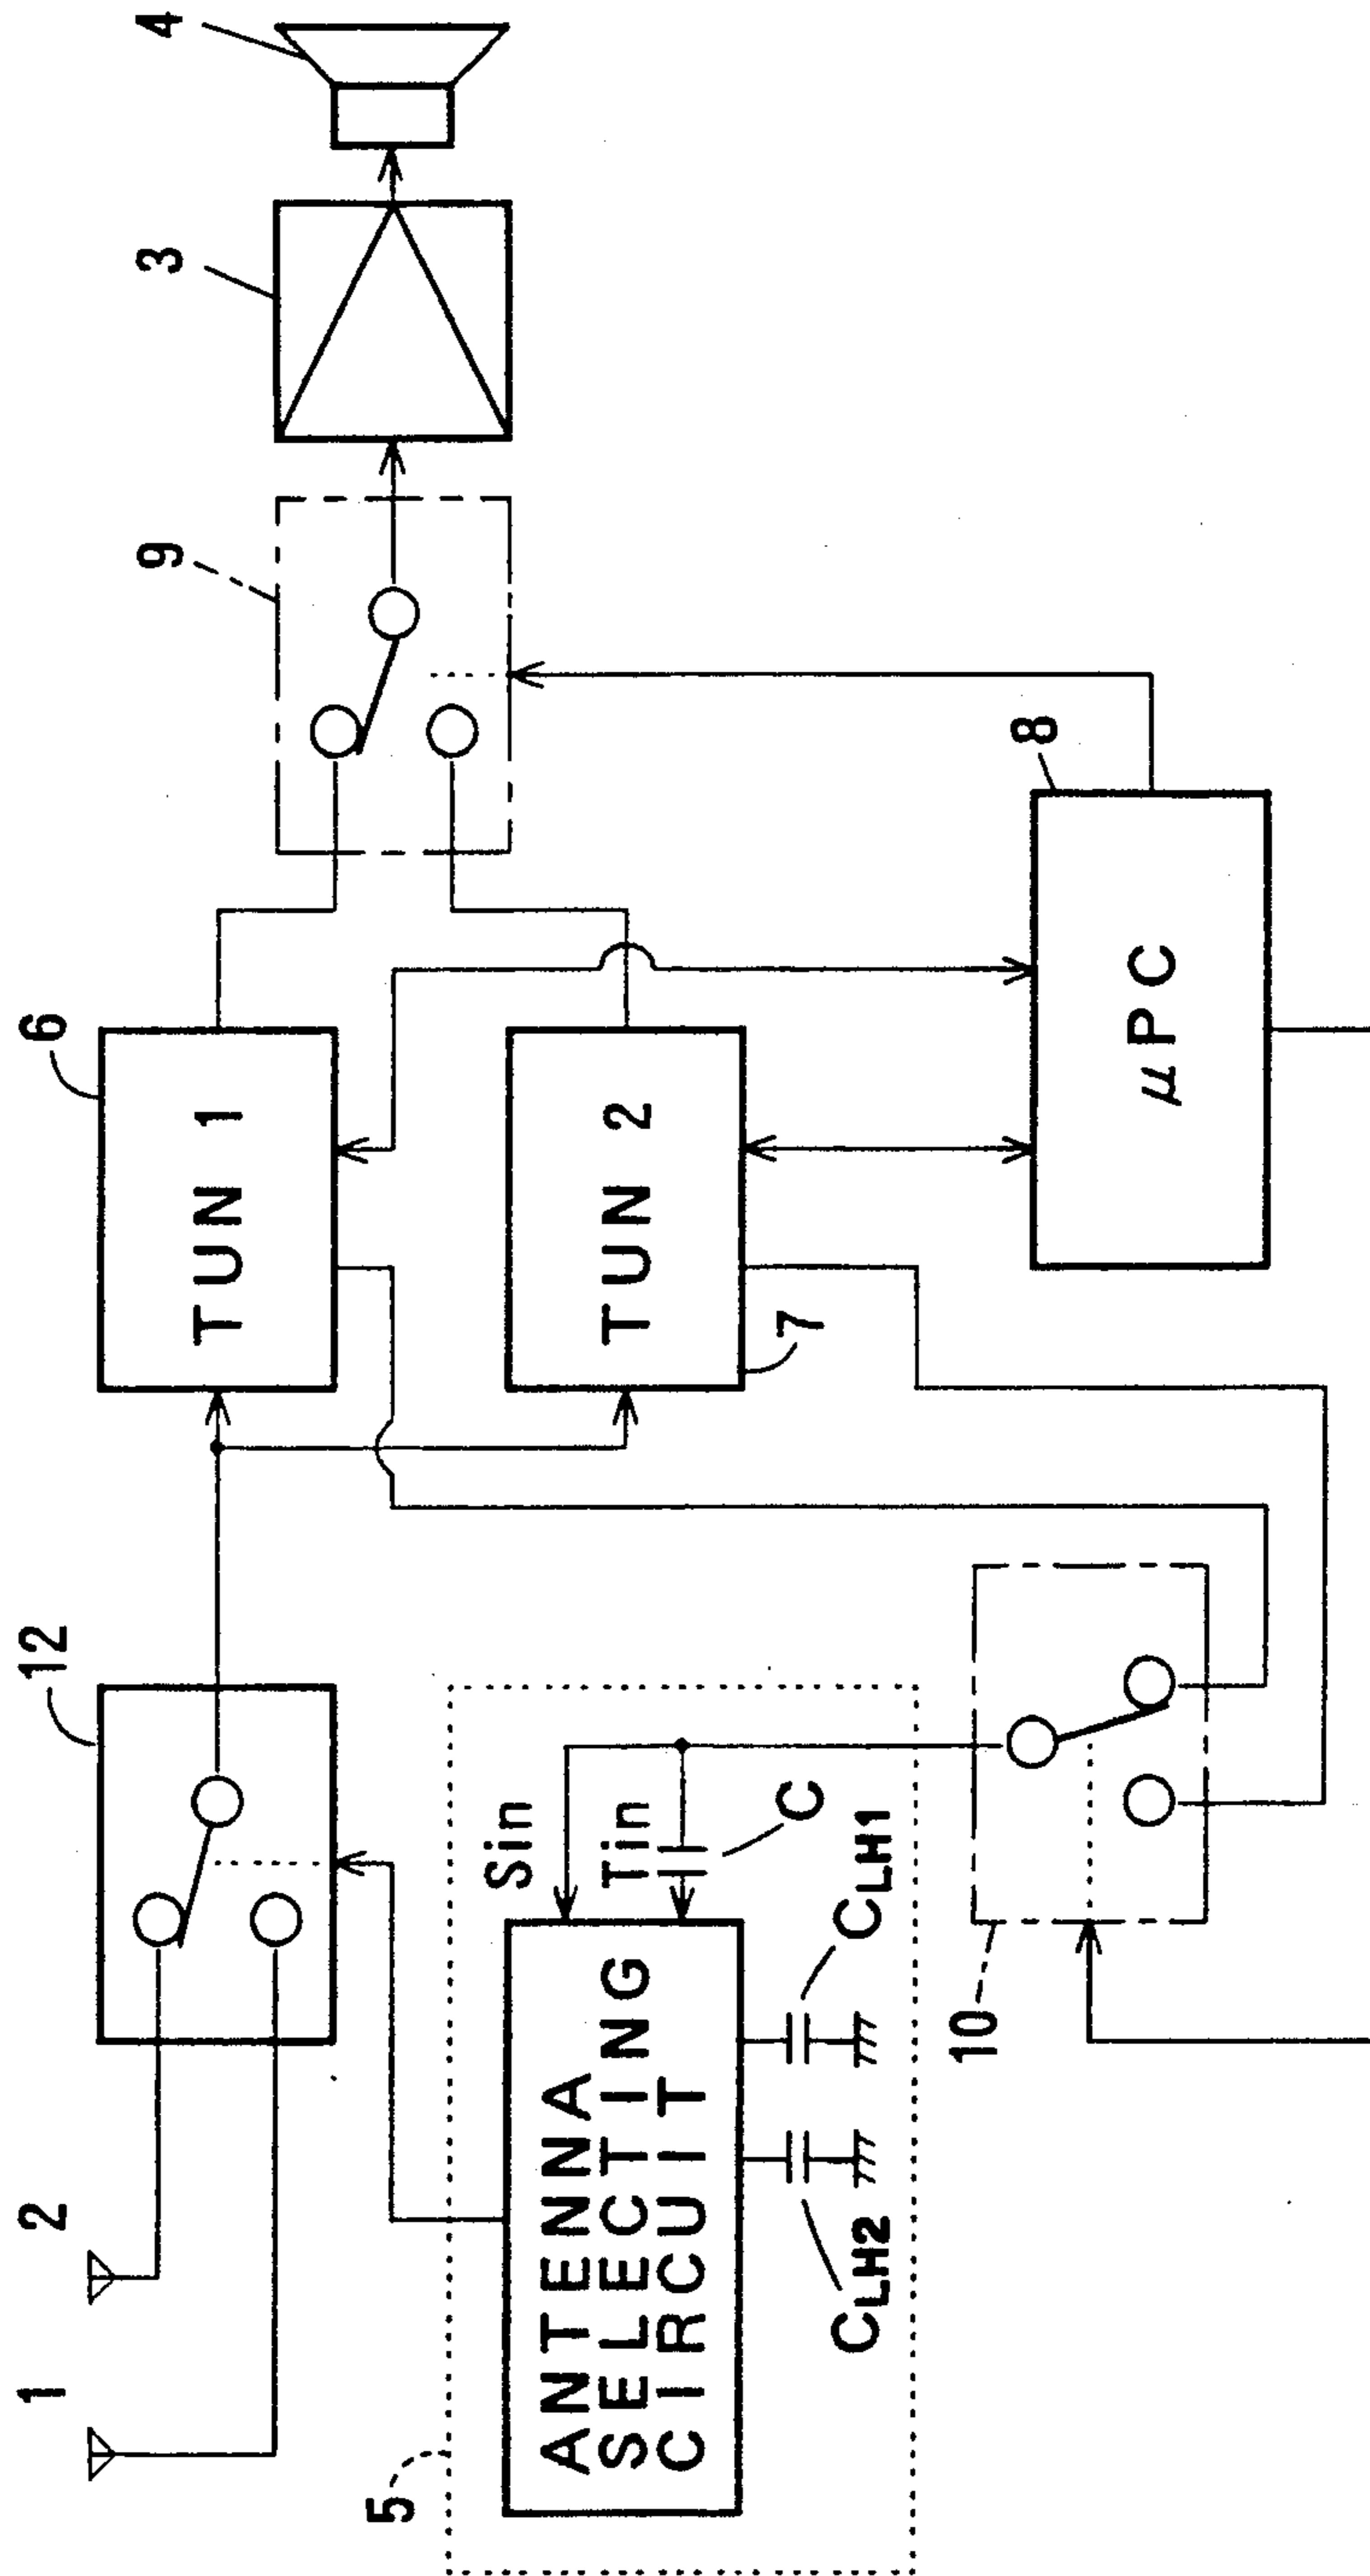 1
2
12
6
9
3
4
TUN 1
TUN 2
7
8
μPC
5
ANTENNA
SELECTING
CIRCUIT
Sin
Tin
C
CLH1
CLH2
10